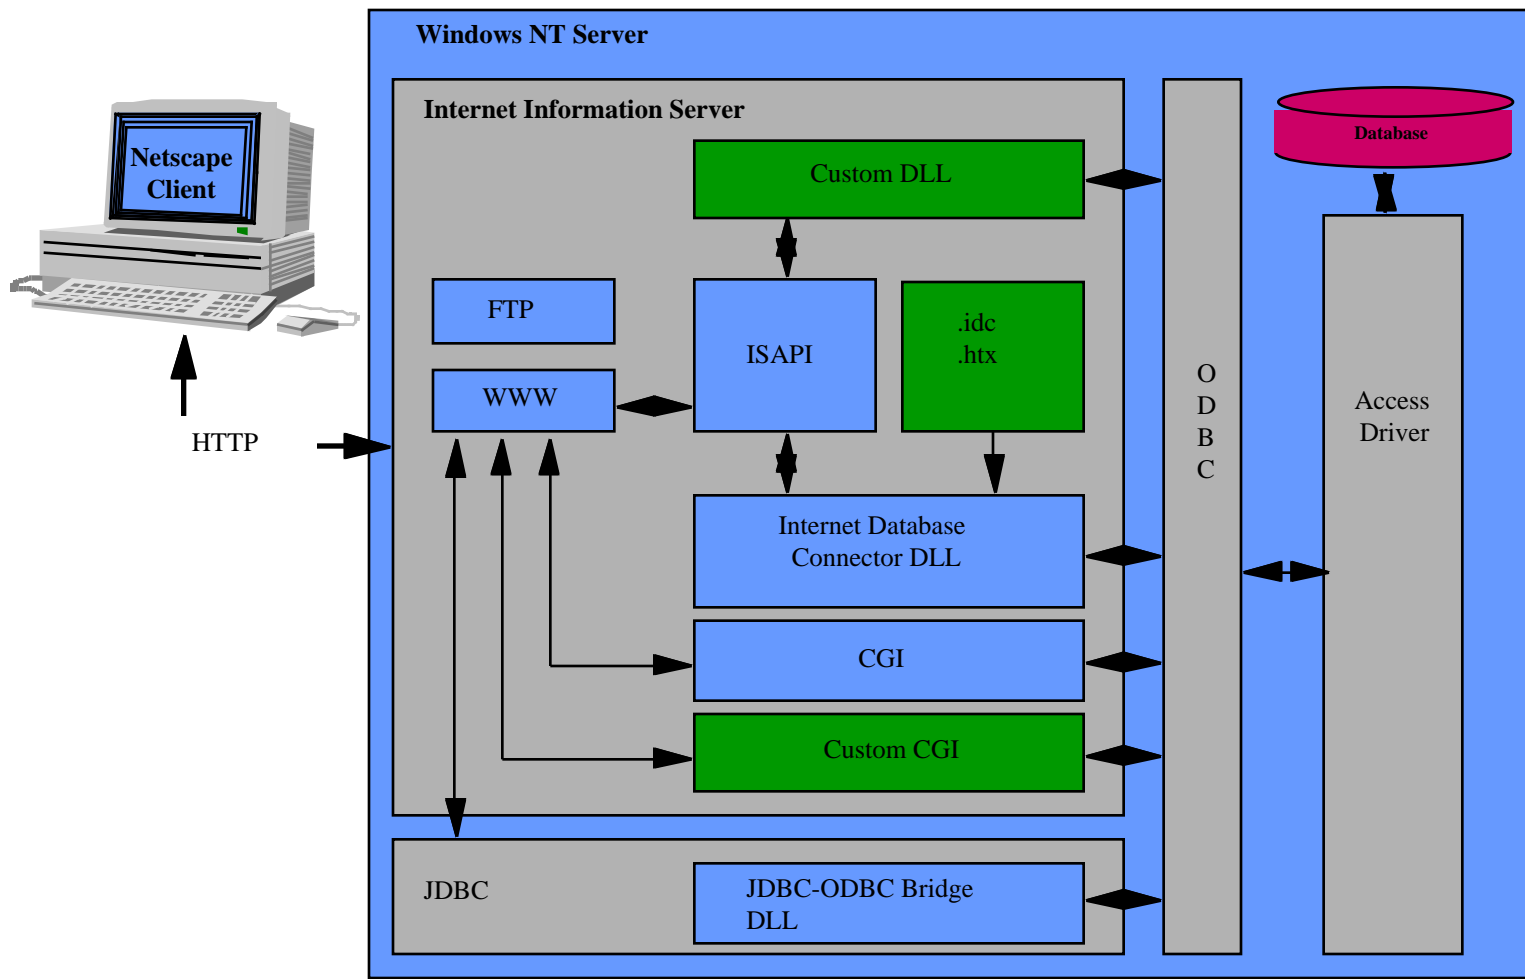 Windows NT Server
Internet Information Server
Netscape
Client
Custom DLL
Database
FTP
ISAPI
.idc
.htx
WWW
HTTP
O
D
B
C
Access
Driver
Internet Database
Connector DLL
CGI
Custom CGI
JDBC
JDBC-ODBC Bridge
DLL